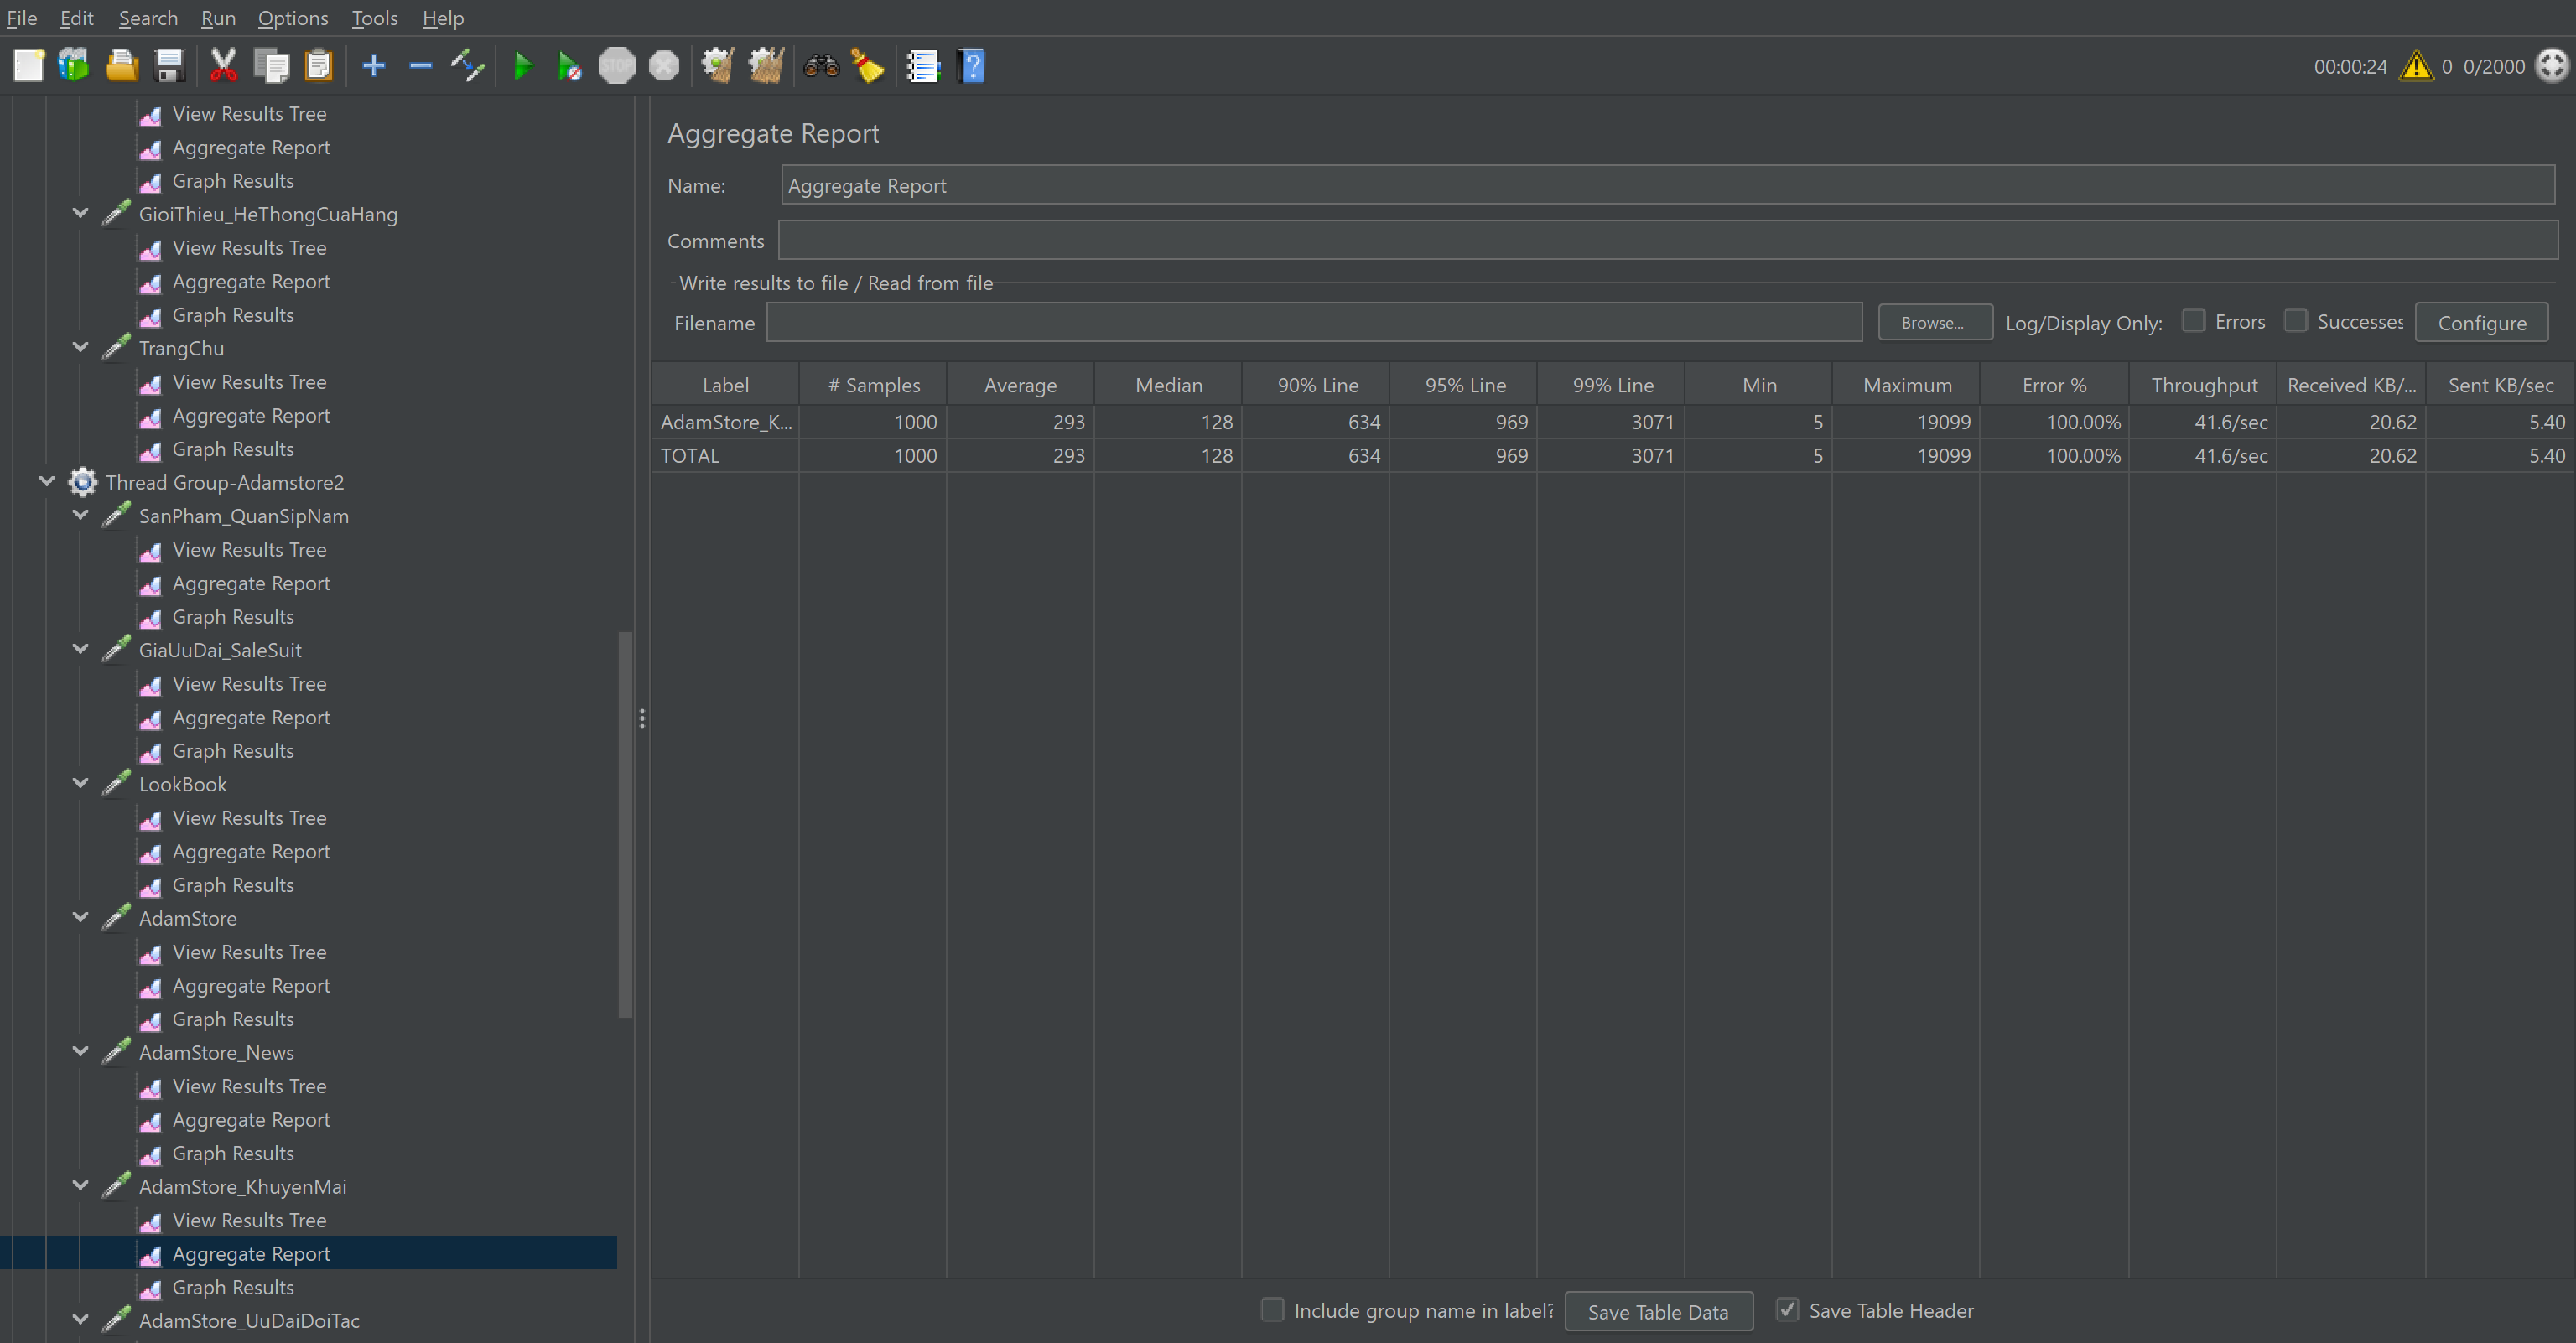 File Edit Search Run Options Tools Help
STOP
00:00:24 0 0/2000
View Results Tree
Aggregate Report
Graph Results
GioiThieu_HeThongCuaHang
View Results Tree
Aggregate Report
Graph Results
TrangChu
View Results Tree
Aggregate Report
Graph Results
Thread Group-Adamstore2
SanPham_QuanSipNam
View Results Tree
Aggregate Report
Graph Results
GiaUuDai_SaleSuit
View Results Tree
Aggregate Report
Graph Results
LookBook
View Results Tree
Aggregate Report
Graph Results
AdamStore
View Results Tree
Aggregate Report
Graph Results
AdamStore_News
View Results Tree
Aggregate Report
Graph Results
AdamStore_KhuyenMai
View Results Tree
Aggregate Report
Graph Results
AdamStore_UuDaiDoiTac
Aggregate Report
Name: Aggregate Report
Comments:
Write results to file / Read from file
Filename Browse... Log/Display Only: Errors Successes Configure
Label # Samples Average Median 90% Line 95% Line 99% Line Min Maximum Error % Throughput Received KB/... Sent KB/sec
AdamStore_K... 1000 293 128 634 969 3071 5 19099 100.00% 41.6/sec 20.62 5.40
TOTAL 1000 293 128 634 969 3071 5 19099 100.00% 41.6/sec 20.62 5.40
Include group name in label? Save Table Data Save Table Header